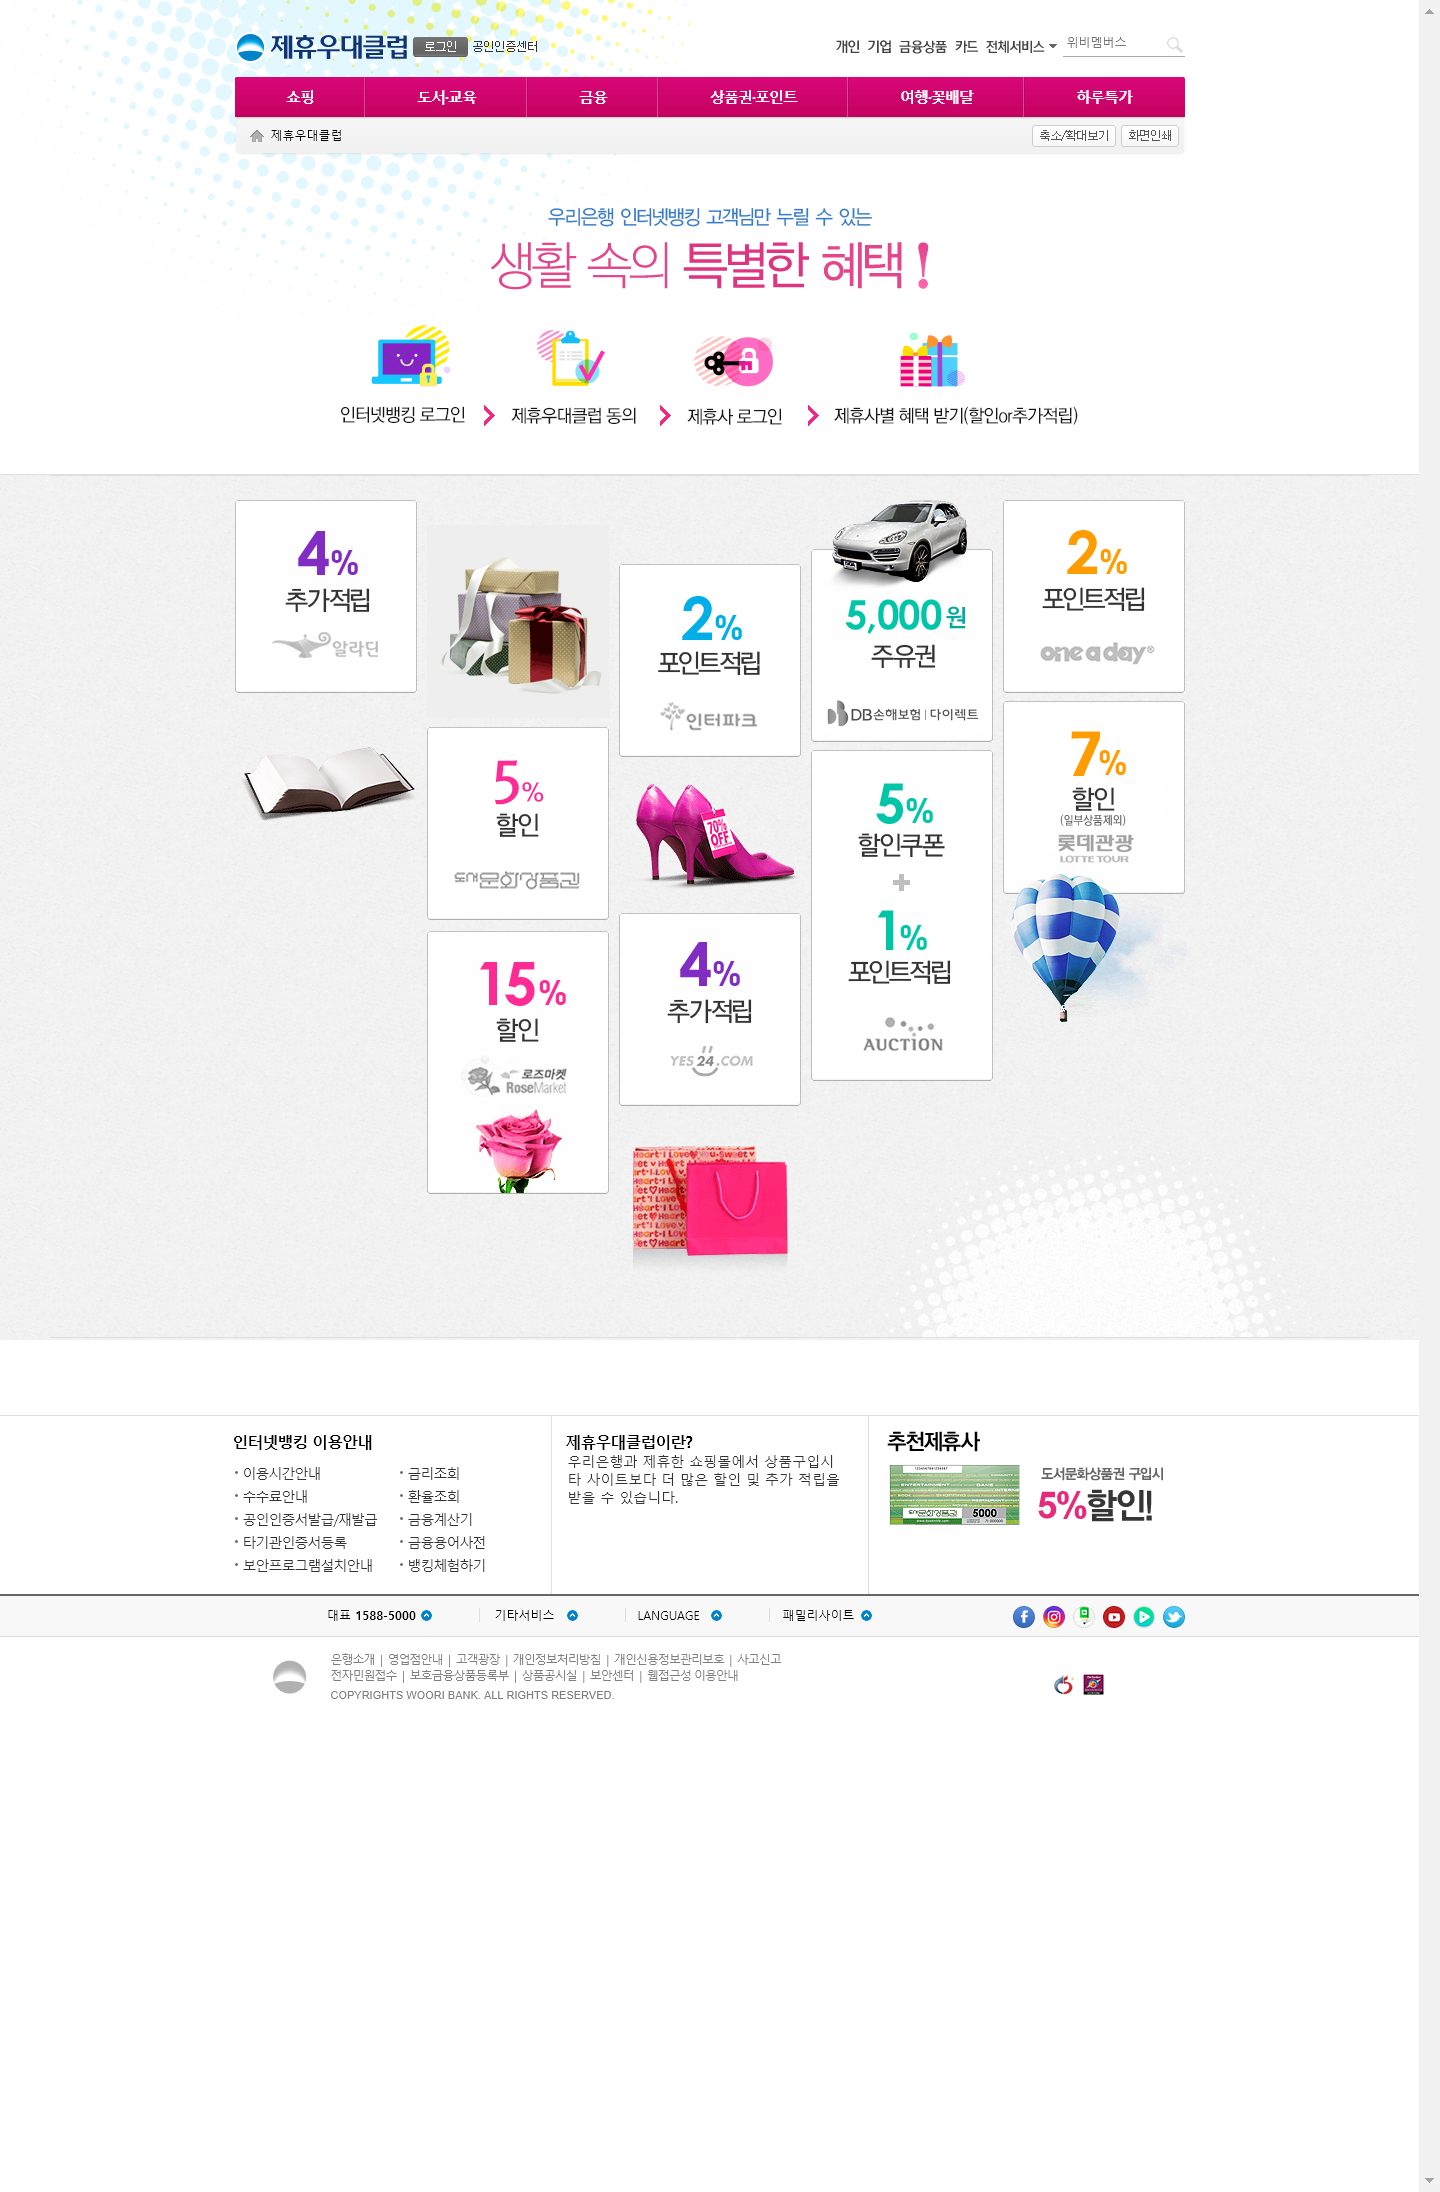 제휴우대클럽 로그인 공인인증센터
개인 기업 금융상품 카드 전체서비스 위비멤버스
쇼핑 도서·교육 금융 상품권·포인트 여행·꽃배달 하루특가
제휴우대클럽
축소/확대보기 화면인쇄
우리은행 인터넷뱅킹 고객님만 누릴 수 있는
생활 속의 특별한 혜택!
인터넷뱅킹 로그인
제휴우대클럽 동의
제휴사 로그인
제휴사별 혜택 받기(할인or추가적립)
4%
추가적립
알라딘
5%
할인
도서문화상품권
15%
할인
로즈마켓
RoseMarket
2%
포인트적립
인터파크
70%
OFF
4%
추가적립
YES24.COM
5,000원
주유권
DB손해보험 | 다이렉트
5%
할인쿠폰
+
1%
포인트적립
AUCTION
2%
포인트적립
one a day®
7%
할인
(일부상품제외)
롯데관광
LOTTE TOUR
인터넷뱅킹 이용안내
이용시간안내
수수료안내
공인인증서발급/재발급
타기관인증서등록
보안프로그램설치안내
금리조회
환율조회
금융계산기
금융용어사전
뱅킹체험하기
제휴우대클럽이란?
우리은행과 제휴한 쇼핑몰에서 상품구입시
타 사이트보다 더 많은 할인 및 추가 적립을
받을 수 있습니다.
추천제휴사
도서문화상품권
5000
도서문화상품권 구입시
5%할인!
대표 1588-5000
기타서비스
LANGUAGE
패밀리사이트
은행소개 | 영업점안내 | 고객광장 | 개인정보처리방침 | 개인신용정보관리보호 | 사고신고
전자민원접수 | 보호금융상품등록부 | 상품공시실 | 보안센터 | 웹접근성 이용안내
COPYRIGHTS WOORI BANK. ALL RIGHTS RESERVED.